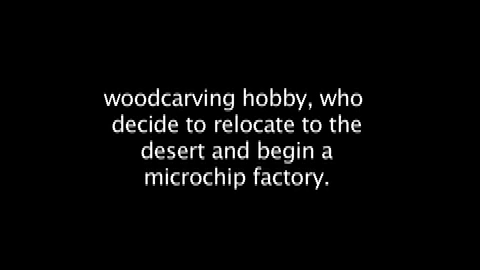 woodcarving hobby, who
decide to relocate to the
desert and begin a
microchip factory.